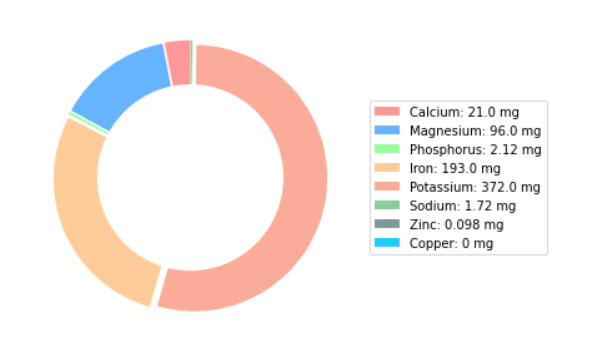 Calcium: 21.0 mg
Magnesium: 96.0 mg
Phosphorus: 2.12 mg
Iron: 193.0 mg
Potassium: 372.0 mg
Sodium: 1.72 mg
Zinc: 0.098 mg
Copper: 0 mg